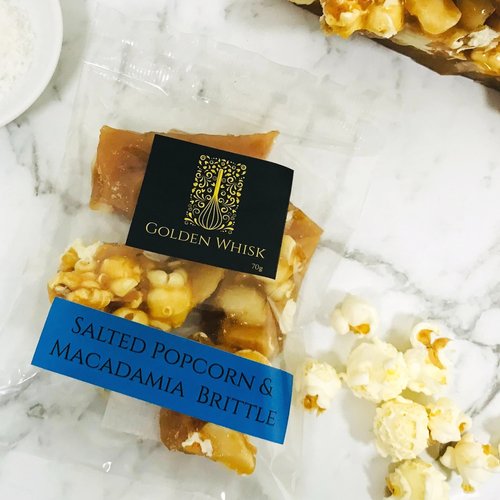 Golden Whisk
70g
Salted Popcorn &
Macadamia Brittle